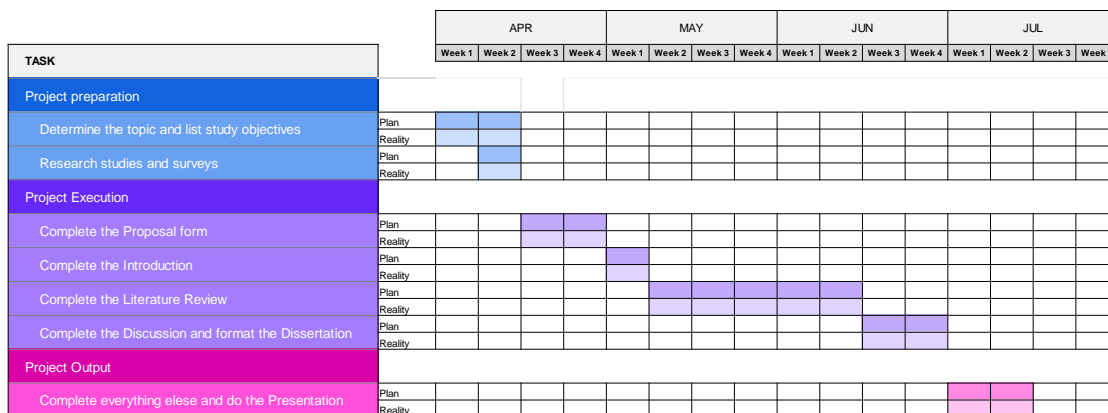 APR MAY JUN JUL
Week 1 Week 2 Week 3 Week 4 Week 1 Week 2 Week 3 Week 4 Week 1 Week 2 Week 3 Week 4 Week 1 Week 2 Week 3 Week
TASK
Project preparation
Determine the topic and list study objectives
Plan
Reality
Research studies and surveys
Plan
Reality
Project Execution
Complete the Proposal form
Plan
Reality
Complete the Introduction
Plan
Reality
Complete the Literature Review
Plan
Reality
Complete the Discussion and format the Dissertation
Plan
Reality
Project Output
Complete everything elese and do the Presentation
Plan
Reality